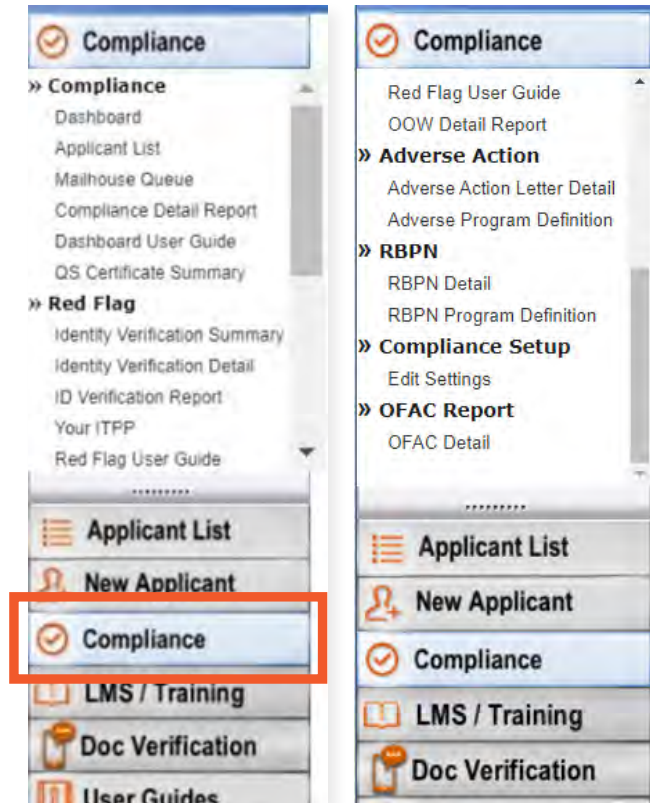 Compliance
» Compliance
Dashboard
Applicant List
Mailhouse Queue
Compliance Detail Report
Dashboard User Guide
QS Certificate Summary
» Red Flag
Identity Verification Summary
Identity Verification Detail
ID Verification Report
Your ITPP
Red Flag User Guide
Applicant List
New Applicant
Compliance
LMS / Training
Doc Verification
User Guides
Compliance
Red Flag User Guide
OOW Detail Report
» Adverse Action
Adverse Action Letter Detail
Adverse Program Definition
» RBPN
RBPN Detail
RBPN Program Definition
» Compliance Setup
Edit Settings
» OFAC Report
OFAC Detail
Applicant List
New Applicant
Compliance
LMS / Training
Doc Verification